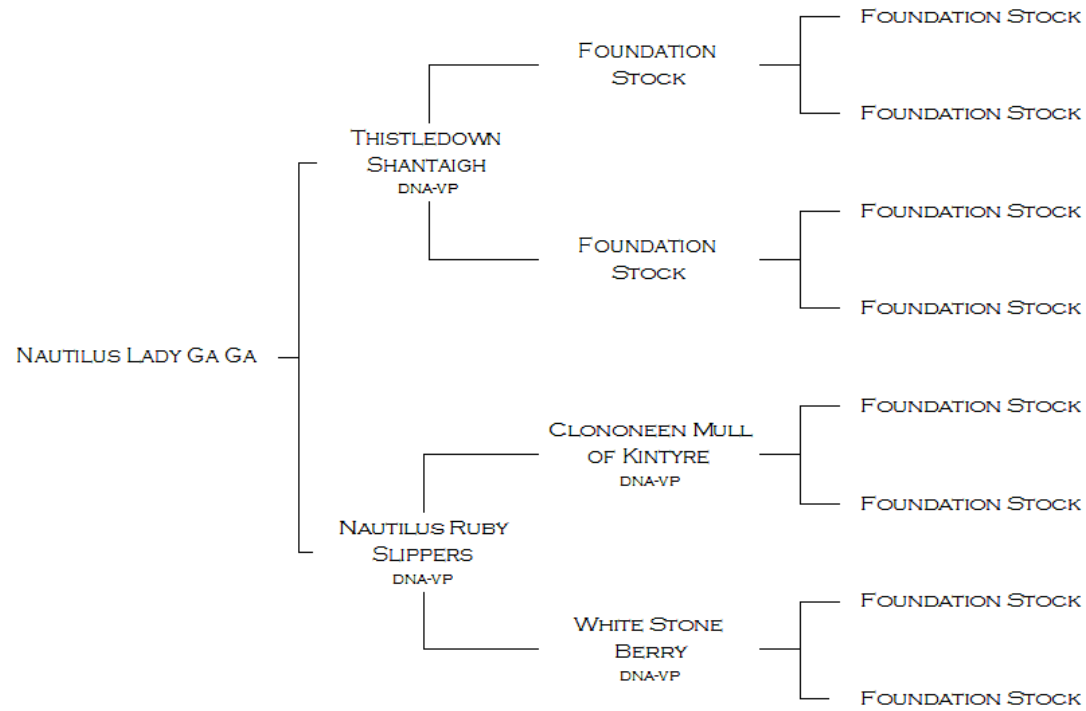 Foundation Stock
Foundation
Stock
Foundation Stock
Thistledown
Shantaigh
DNA-VP
Foundation Stock
Foundation
Stock
Foundation Stock
Nautilus Lady Ga Ga
Foundation Stock
Clononeen Mull
of Kintyre
DNA-VP
Foundation Stock
Nautilus Ruby
Slippers
DNA-VP
Foundation Stock
White Stone
Berry
DNA-VP
Foundation Stock